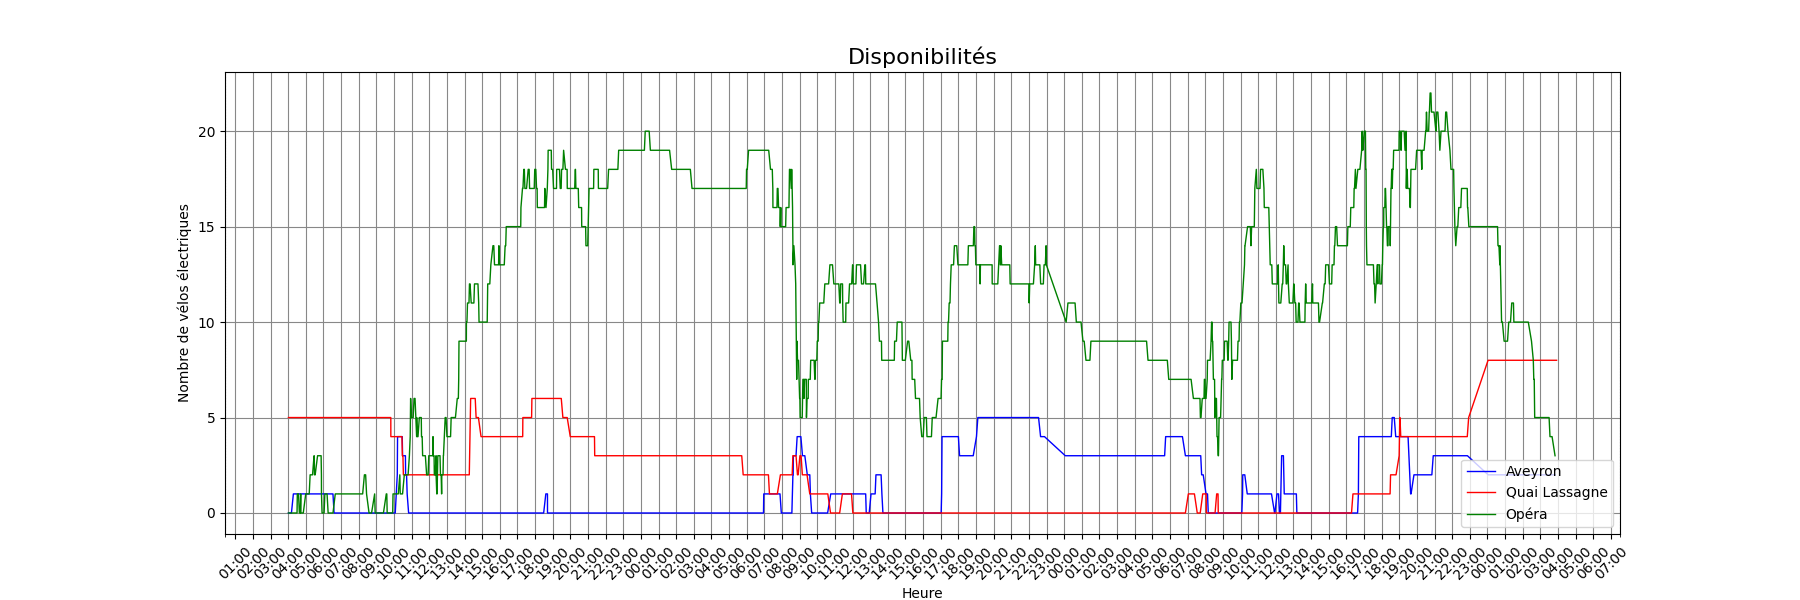 Disponibilités
Nombre de vélos électriques
20
15
10
5
0
01:00 02:00 03:00 04:00 05:00 06:00 07:00 08:00 09:00 10:00 11:00 12:00 13:00 14:00 15:00 16:00 17:00 18:00 19:00 20:00 21:00 22:00 23:00 00:00 01:00 02:00 03:00 04:00 05:00 06:00 07:00 08:00 09:00 10:00 11:00 12:00 13:00 14:00 15:00 16:00 17:00 18:00 19:00 20:00 21:00 22:00 23:00 00:00 01:00 02:00 03:00 04:00 05:00 06:00 07:00 08:00 09:00 10:00 11:00 12:00 13:00 14:00 15:00 16:00 17:00 18:00 19:00 20:00 21:00 22:00 23:00 00:00 01:00 02:00 03:00 04:00 05:00 06:00 07:00
Heure
Aveyron
Quai Lassagne
Opéra